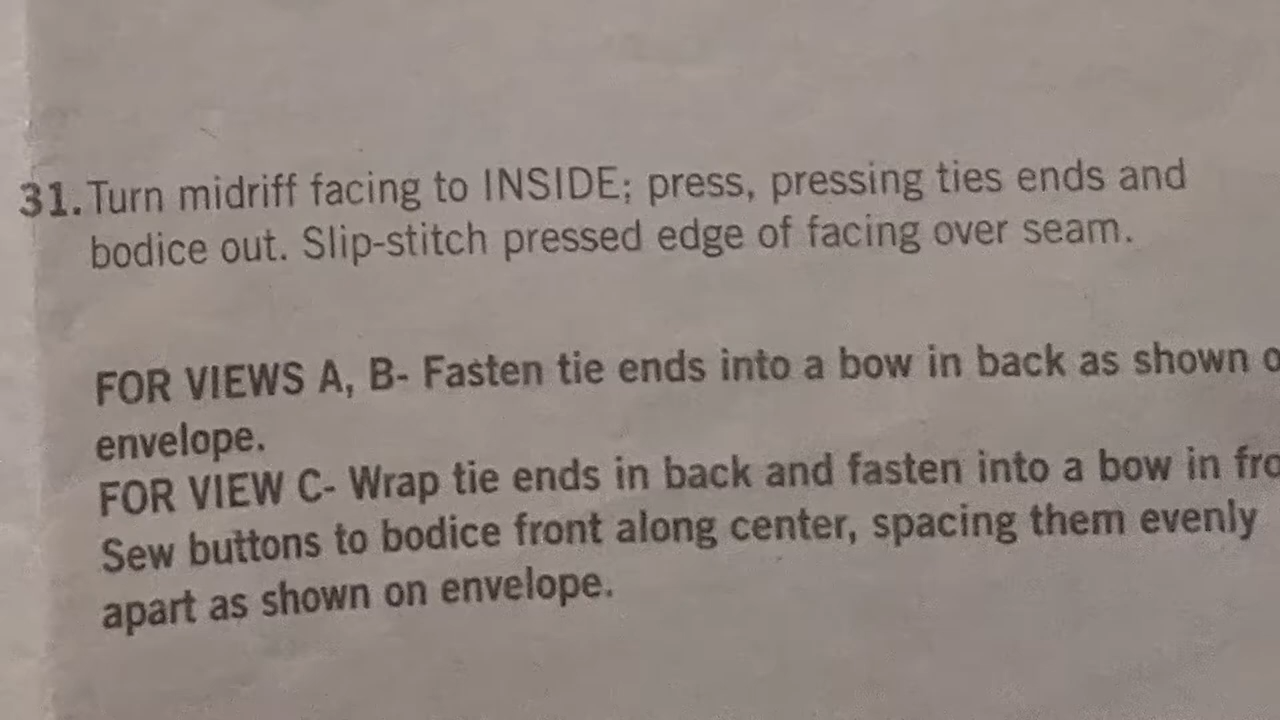 31. Turn midriff facing to INSIDE; press, pressing ties ends and
bodice out. Slip-stitch pressed edge of facing over seam.
FOR VIEWS A, B- Fasten tie ends into a bow in back as shown
envelope.
FOR VIEW C- Wrap tie ends in back and fasten into a bow in
Sew buttons to bodice front along center, spacing them evenly
apart as shown on envelope.